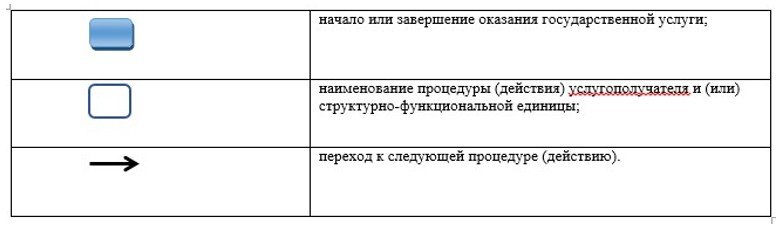 начало или завершение оказания государственной услуги;
наименование процедуры (действия) услугополучателя и (или)
структурно-функциональной единицы;
переход к следующей процедуре (действию).